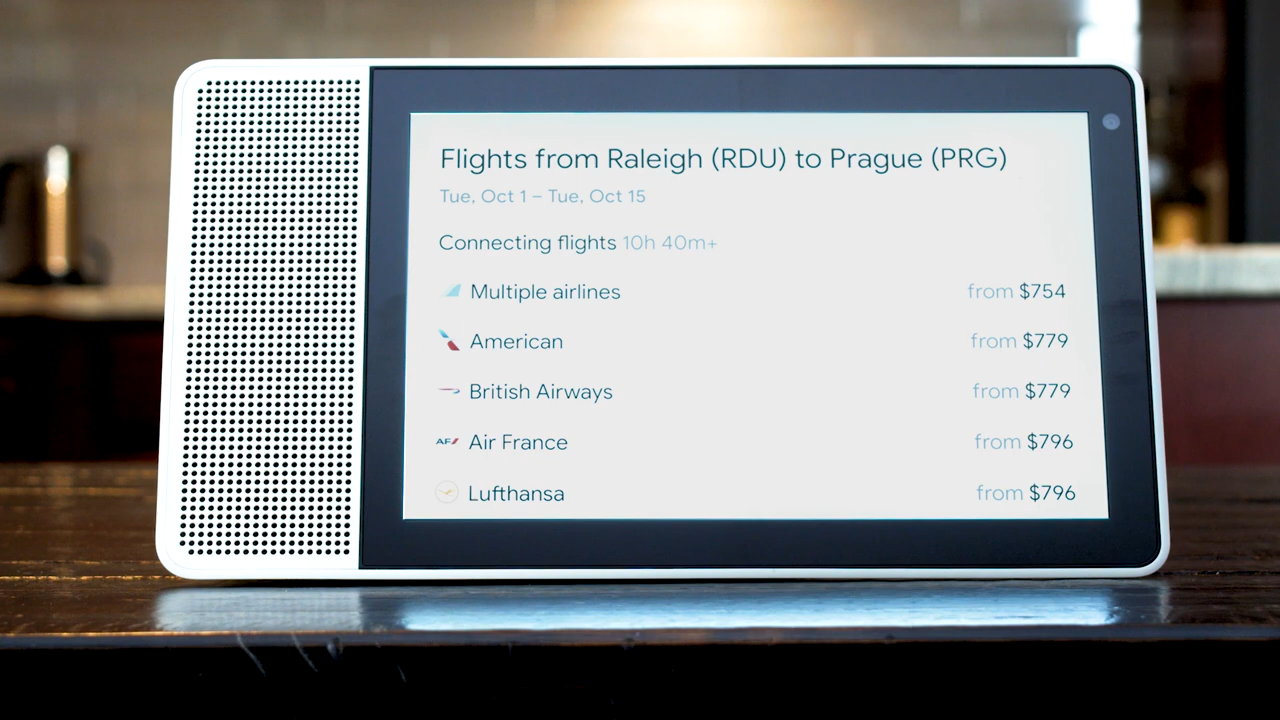 Flights from Raleigh (RDU) to Prague (PRG)
Tue, Oct 1 – Tue, Oct 15
Connecting flights 10h 40m+
Multiple airlines from $754
American from $779
British Airways from $779
AF Air France from $796
Lufthansa from $796